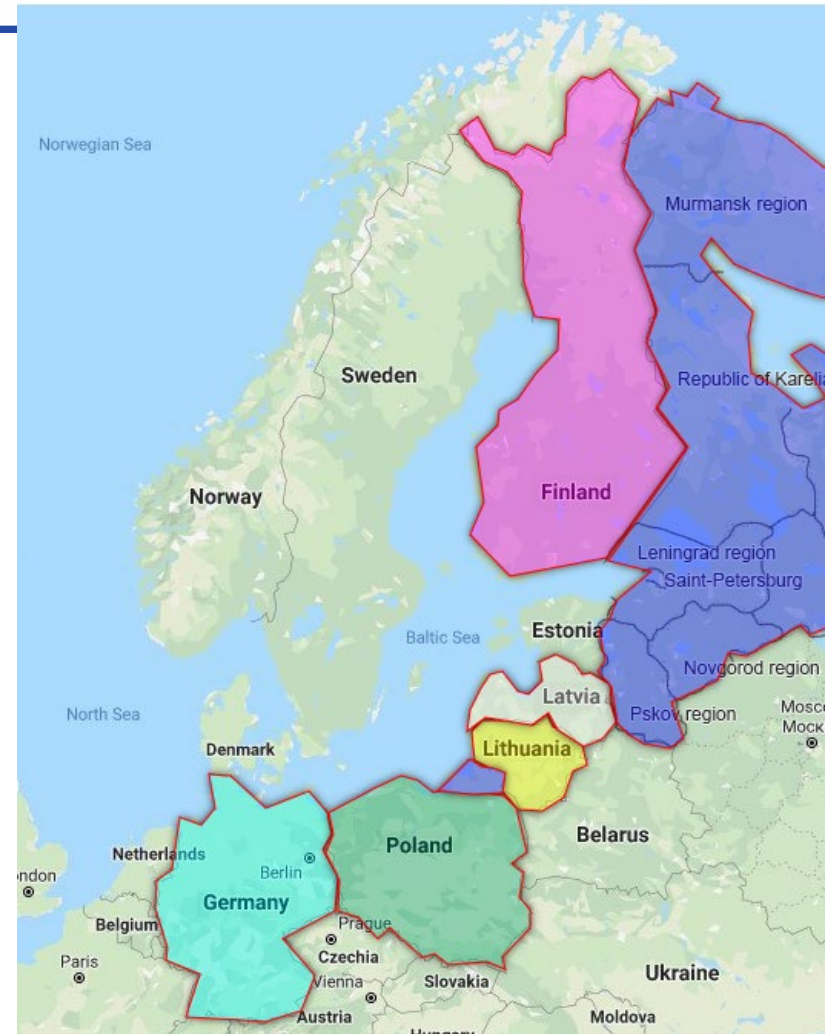 Norwegian Sea
Murmansk region
Sweden
Republic of Karelia
Norway
Finland
Leningrad region
Saint-Petersburg
Baltic Sea
Estonia
Novgorod region
North Sea
Latvia
Pskov region
Mosco
Моск
Denmark
Lithuania
Netherlands
Poland
Belarus
ondon
Berlin
Germany
Belgium
Prague
Paris
Czechia
Slovakia
Ukraine
Vienna
Austria
Moldova
Hungary